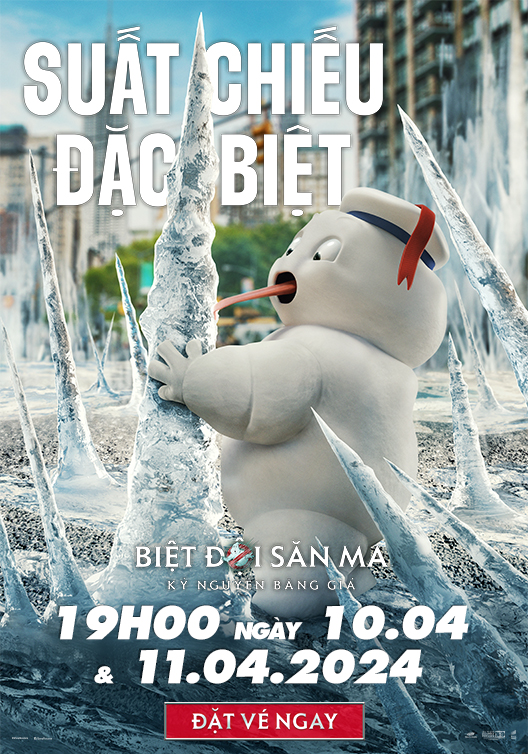 SUẤT CHIẾU
ĐẶC BIỆT
BIỆT ĐỘI SĂN MA
KỶ NGUYÊN BĂNG GIÁ
19H00 NGÀY 10.04
& 11.04.2024
ĐẶT VÉ NGAY